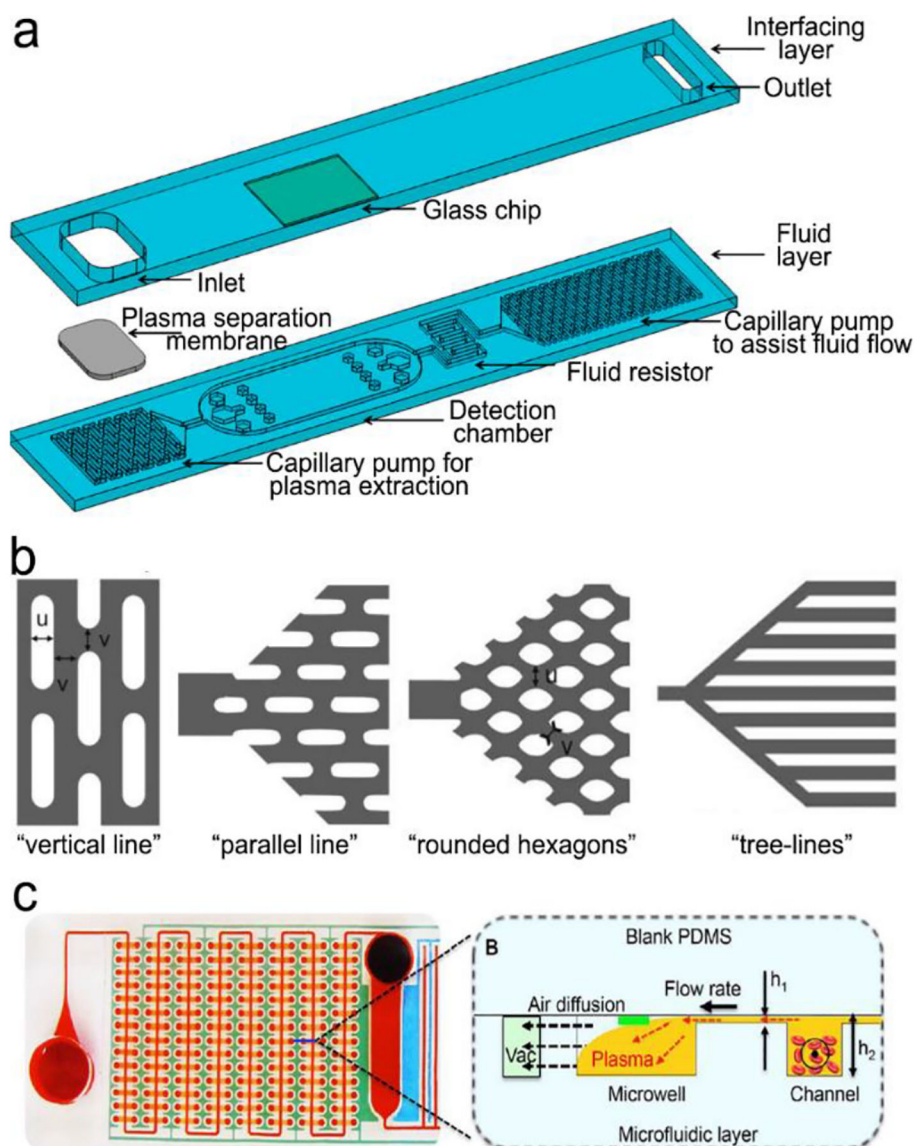 a
Interfacing
layer
Outlet
Glass chip
Inlet
Fluid
layer
Plasma separation
membrane
Capillary pump
to assist fluid flow
Fluid resistor
Detection
chamber
Capillary pump for
plasma extraction
b
u
v
v
u
v
“vertical line”
“parallel line”
“rounded hexagons”
“tree-lines”
c
B
Blank PDMS
Air diffusion
Flow rate
h₁
h₂
Vac
Plasma
Microwell
Channel
Microfluidic layer